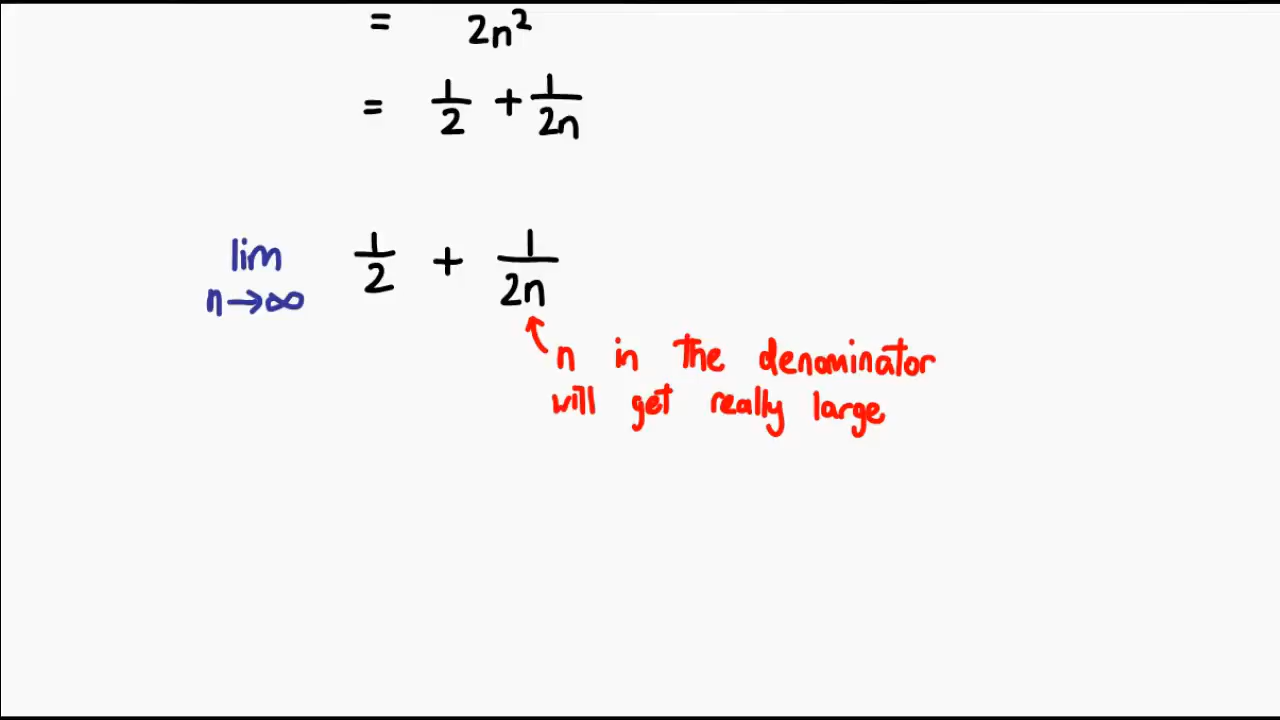 = 2n²
= 1/2 + 1/2n
lim n→∞ 1/2 + 1/2n
n in the denominator
will get really large